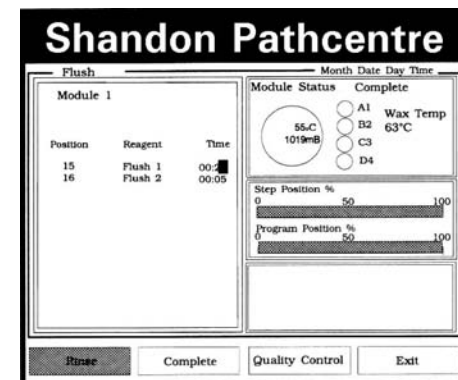 Shandon Pathcentre
Flush
Month Date Day Time
Module 1
Position Reagent Time
15 Flush 1
16 Flush 2 00:05
Module Status Complete
55°C
1019mB
A1
B2
C3
D4
Wax Temp
63°C
Step Position %
0 50 100
Program Position %
0 50 100
Rinse
Complete
Quality Control
Exit